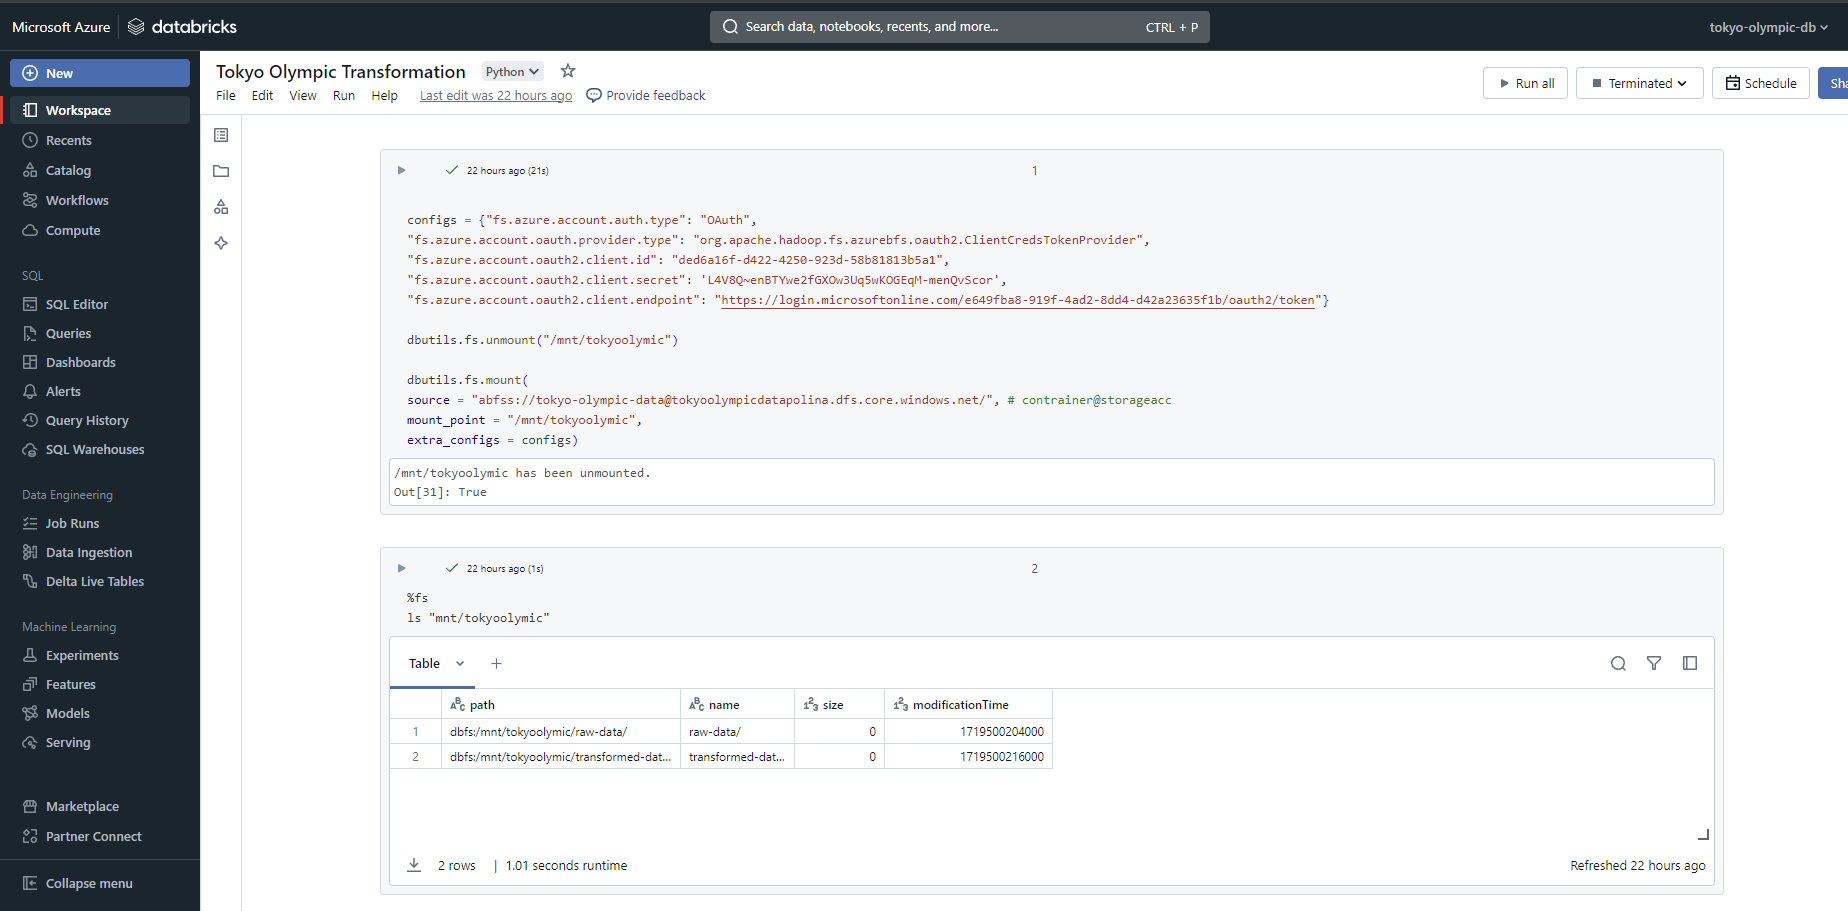 Microsoft Azure databricks
Search data, notebooks, recents, and more... CTRL + P
tokyo-olympic-db
New
Workspace
Recents
Catalog
Workflows
Compute
SQL
SQL Editor
Queries
Dashboards
Alerts
Query History
SQL Warehouses
Data Engineering
Job Runs
Data Ingestion
Delta Live Tables
Machine Learning
Experiments
Features
Models
Serving
Marketplace
Partner Connect
Collapse menu
Tokyo Olympic Transformation Python
File Edit View Run Help Last edit was 22 hours ago Provide feedback
Run all Terminated Schedule Sha
22 hours ago (21s) 1
configs = {"fs.azure.account.auth.type": "OAuth",
"fs.azure.account.oauth.provider.type": "org.apache.hadoop.fs.azurebfs.oauth2.ClientCredsTokenProvider",
"fs.azure.account.oauth2.client.id": "ded6a16f-d422-4250-923d-58b81813b5a1",
"fs.azure.account.oauth2.client.secret": 'L4V8Q~enBTYwe2fGXOw3Uq5wKOGEqM-menQvScor',
"fs.azure.account.oauth2.client.endpoint": "https://login.microsoftonline.com/e649fba8-919f-4ad2-8dd4-d42a23635f1b/oauth2/token"}
dbutils.fs.unmount("/mnt/tokyoolymic")
dbutils.fs.mount(
source = "abfss://tokyo-olympic-data@tokyoolympicdatapolina.dfs.core.windows.net/", # contrainer@storageacc
mount_point = "/mnt/tokyoolymic",
extra_configs = configs)
/mnt/tokyoolymic has been unmounted.
Out[31]: True
22 hours ago (1s) 2
%fs
ls "mnt/tokyoolymic"
Table
path name size modificationTime
1 dbfs:/mnt/tokyoolymic/raw-data/ raw-data/ 0 1719500204000
2 dbfs:/mnt/tokyoolymic/transformed-dat... transformed-dat... 0 1719500216000
2 rows | 1.01 seconds runtime
Refreshed 22 hours ago